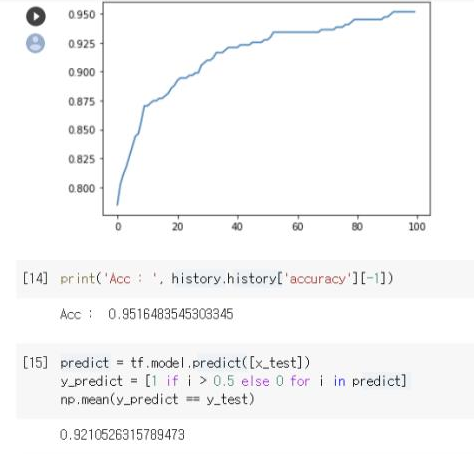 0.950
0.925
0.900
0.875
0.850
0.825
0.800
0 20 40 60 80 100
[14] print('Acc : ', history.history['accuracy'][-1])
Acc :  0.9516483545303345
[15] predict = tf.model.predict([x_test])
y_predict = [1 if i > 0.5 else 0 for i in predict]
np.mean(y_predict == y_test)
0.9210526315789473